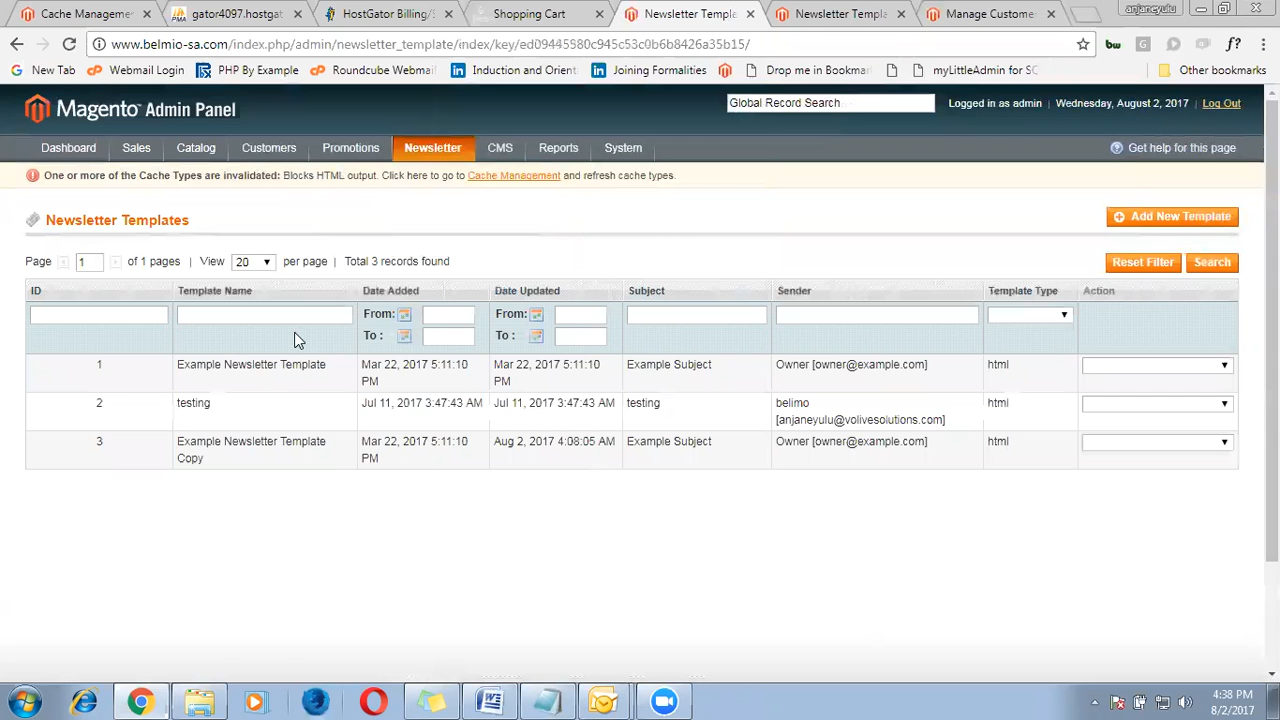 Cache Management
gator4097.hostgat
HostGator Billing/S
Shopping Cart
Newsletter Templa
Newsletter Templa
Manage Custome
anjaneyulu
www.belmio-sa.com/index.php/admin/newsletter_template/index/key/ed09445980c945c53c0b6b8426a35b15/
New Tab
Webmail Login
PHP By Example
Roundcube Webmail
Induction and Orient
Joining Formalities
Drop me in Bookmar
myLittleAdmin for SQ
Other bookmarks
Magento Admin Panel
Global Record Search
Logged in as admin | Wednesday, August 2, 2017 | Log Out
Dashboard Sales Catalog Customers Promotions Newsletter CMS Reports System
Get help for this page
One or more of the Cache Types are invalidated: Blocks HTML output. Click here to go to Cache Management and refresh cache types.
Newsletter Templates
Add New Template
Page 1 of 1 pages | View 20 per page | Total 3 records found
Reset Filter Search
ID Template Name Date Added Date Updated Subject Sender Template Type Action
From: From:
To : To :
1 Example Newsletter Template Mar 22, 2017 5:11:10 PM Mar 22, 2017 5:11:10 PM Example Subject Owner [owner@example.com] html
2 testing Jul 11, 2017 3:47:43 AM Jul 11, 2017 3:47:43 AM testing belimo [anjaneyulu@volivesolutions.com] html
3 Example Newsletter Template Copy Mar 22, 2017 5:11:10 PM Aug 2, 2017 4:08:05 AM Example Subject Owner [owner@example.com] html
4:38 PM
8/2/2017